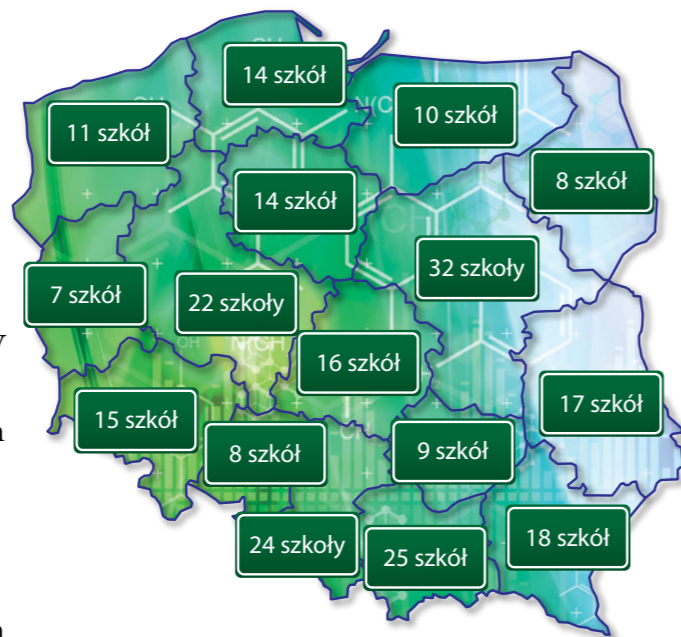 14 szkół
11 szkół
10 szkół
8 szkół
14 szkół
32 szkoły
7 szkół
22 szkoły
16 szkół
15 szkół
17 szkół
8 szkół
9 szkół
24 szkoły
25 szkół
18 szkół